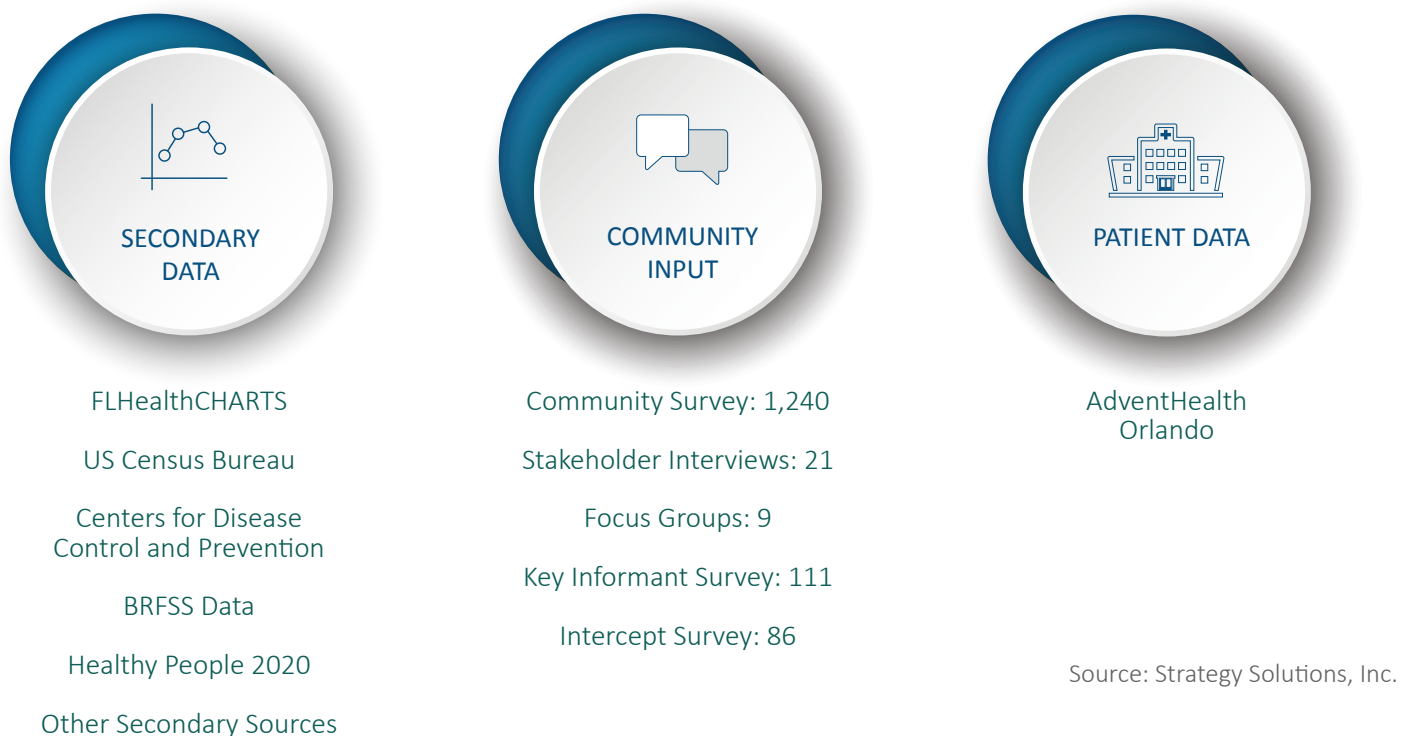 SECONDARY
DATA
FLHealthCHARTS
US Census Bureau
Centers for Disease
Control and Prevention
BRFSS Data
Healthy People 2020
Other Secondary Sources
COMMUNITY
INPUT
Community Survey: 1,240
Stakeholder Interviews: 21
Focus Groups: 9
Key Informant Survey: 111
Intercept Survey: 86
PATIENT DATA
AdventHealth
Orlando
Source: Strategy Solutions, Inc.